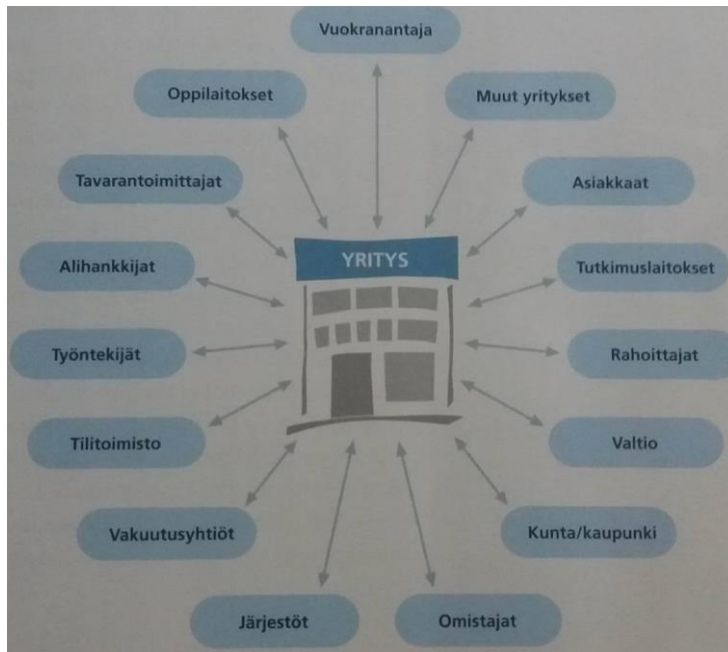 Vuokranantaja
Oppilaitokset
Muut yritykset
Tavarantoimittajat
Asiakkaat
YRITYS
Alihankkijat
Tutkimuslaitokset
Työntekijät
Rahoittajat
Tilitoimisto
Valtio
Vakuutusyhtiöt
Kunta/kaupunki
Järjestöt
Omistajat